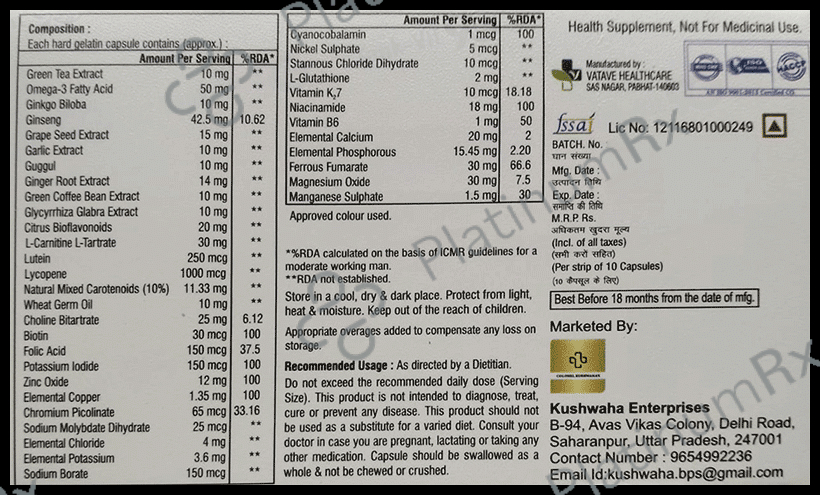 Composition :
Each hard gelatin capsule contains (approx.) :
Amount Per Serving %RDA*
Green Tea Extract 10 mg **
Omega-3 Fatty Acid 50 mg **
Ginkgo Biloba 10 mg **
Ginseng 42.5 mg 10.62
Grape Seed Extract 15 mg **
Garlic Extract 10 mg **
Guggul 10 mg **
Ginger Root Extract 14 mg **
Green Coffee Bean Extract 10 mg **
Glycyrrhiza Glabra Extract 10 mg **
Citrus Bioflavonoids 20 mg **
L-Carnitine L-Tartrate 30 mg **
Lutein 250 mcg **
Lycopene 1000 mcg **
Natural Mixed Carotenoids (10%) 11.33 mg **
Wheat Germ Oil 10 mg **
Choline Bitartrate 25 mg 6.12
Biotin 30 mcg 100
Folic Acid 150 mcg 37.5
Potassium Iodide 150 mcg 100
Zinc Oxide 12 mg 100
Elemental Copper 1.35 mg 100
Chromium Picolinate 65 mcg 33.16
Sodium Molybdate Dihydrate 25 mcg **
Elemental Chloride 4 mg **
Elemental Potassium 3.6 mg **
Sodium Borate 150 mcg **
Amount Per Serving %RDA*
Cyanocobalamin 1 mcg 100
Nickel Sulphate 5 mcg **
Stannous Chloride Dihydrate 10 mcg **
L-Glutathione 2 mg **
Vitamin K₂7 10 mcg 18.18
Niacinamide 18 mg 100
Vitamin B6 1 mg 50
Elemental Calcium 20 mg 2
Elemental Phosphorous 15.45 mg 2.20
Ferrous Fumarate 30 mg 66.6
Magnesium Oxide 30 mg 7.5
Manganese Sulphate 1.5 mg 30
Approved colour used.
*%RDA calculated on the basis of ICMR guidelines for a
moderate working man.
**RDA not established.
Store in a cool, dry & dark place. Protect from light,
heat & moisture. Keep out of the reach of children.
Appropriate overages added to compensate any loss on
storage.
Recommended Usage : As directed by a Dietitian.
Do not exceed the recommended daily dose (Serving
Size). This product is not intended to diagnose, treat,
cure or prevent any disease. This product should not
be used as a substitute for a varied diet. Consult your
doctor in case you are pregnant, lactating or taking any
other medication. Capsule should be swallowed as a
whole & not be chewed or crushed.
Health Supplement, Not For Medicinal Use.
Manufactured by :
VATAVE HEALTHCARE
SAS NAGAR, PABHAT-140603
ISO
HACCP
AN ISO 9001:2015 Certified CO.
fssai Lic No: 12116801000249
BATCH. No.
घान संख्या
Mfg. Date :
उत्पादन तिथि
Exp. Date :
समाप्ति की तिथि
M.R.P. Rs.
अधिकतम खुदरा मूल्य
(Incl. of all taxes)
(सभी करों सहित)
(Per strip of 10 Capsules)
(10 कैपसूल के लिए)
Best Before 18 months from the date of mfg.
Marketed By:
COLONEL KUSHWAHA
Kushwaha Enterprises
B-94, Avas Vikas Colony, Delhi Road,
Saharanpur, Uttar Pradesh, 247001
Contact Number : 9654992236
Email Id:kushwaha.bps@gmail.com
PlatinumRx
PlatinumRx
PlatinumRx